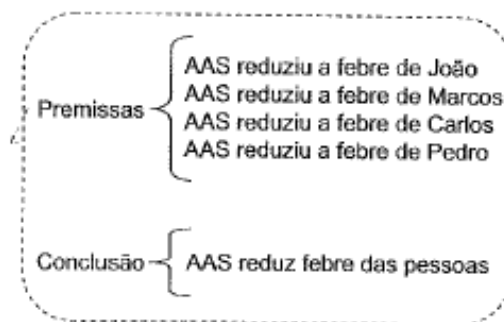 AAS reduziu a febre de João
AAS reduziu a febre de Marcos
Premissas
AAS reduziu a febre de Carlos
AAS reduziu a febre de Pedro
Conclusão
AAS reduz febre das pessoas